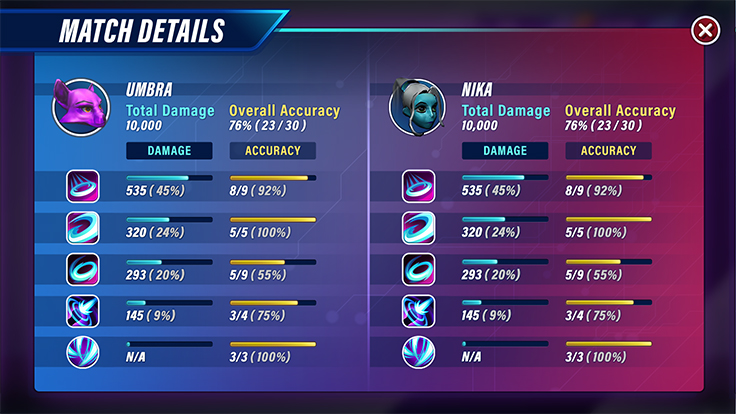 MATCH DETAILS
UMBRA
Total Damage Overall Accuracy
10,000 76% ( 23 / 30 )
DAMAGE ACCURACY
535 ( 45%) 8/9 ( 92%)
320 ( 24%) 5/5 ( 100%)
293 ( 20%) 5/9 ( 55%)
145 ( 9%) 3/4 ( 75%)
N/A 3/3 ( 100%)
NIKA
Total Damage Overall Accuracy
10,000 76% ( 23 / 30 )
DAMAGE ACCURACY
535 ( 45%) 8/9 ( 92%)
320 ( 24%) 5/5 ( 100%)
293 ( 20%) 5/9 ( 55%)
145 ( 9%) 3/4 ( 75%)
N/A 3/3 ( 100%)